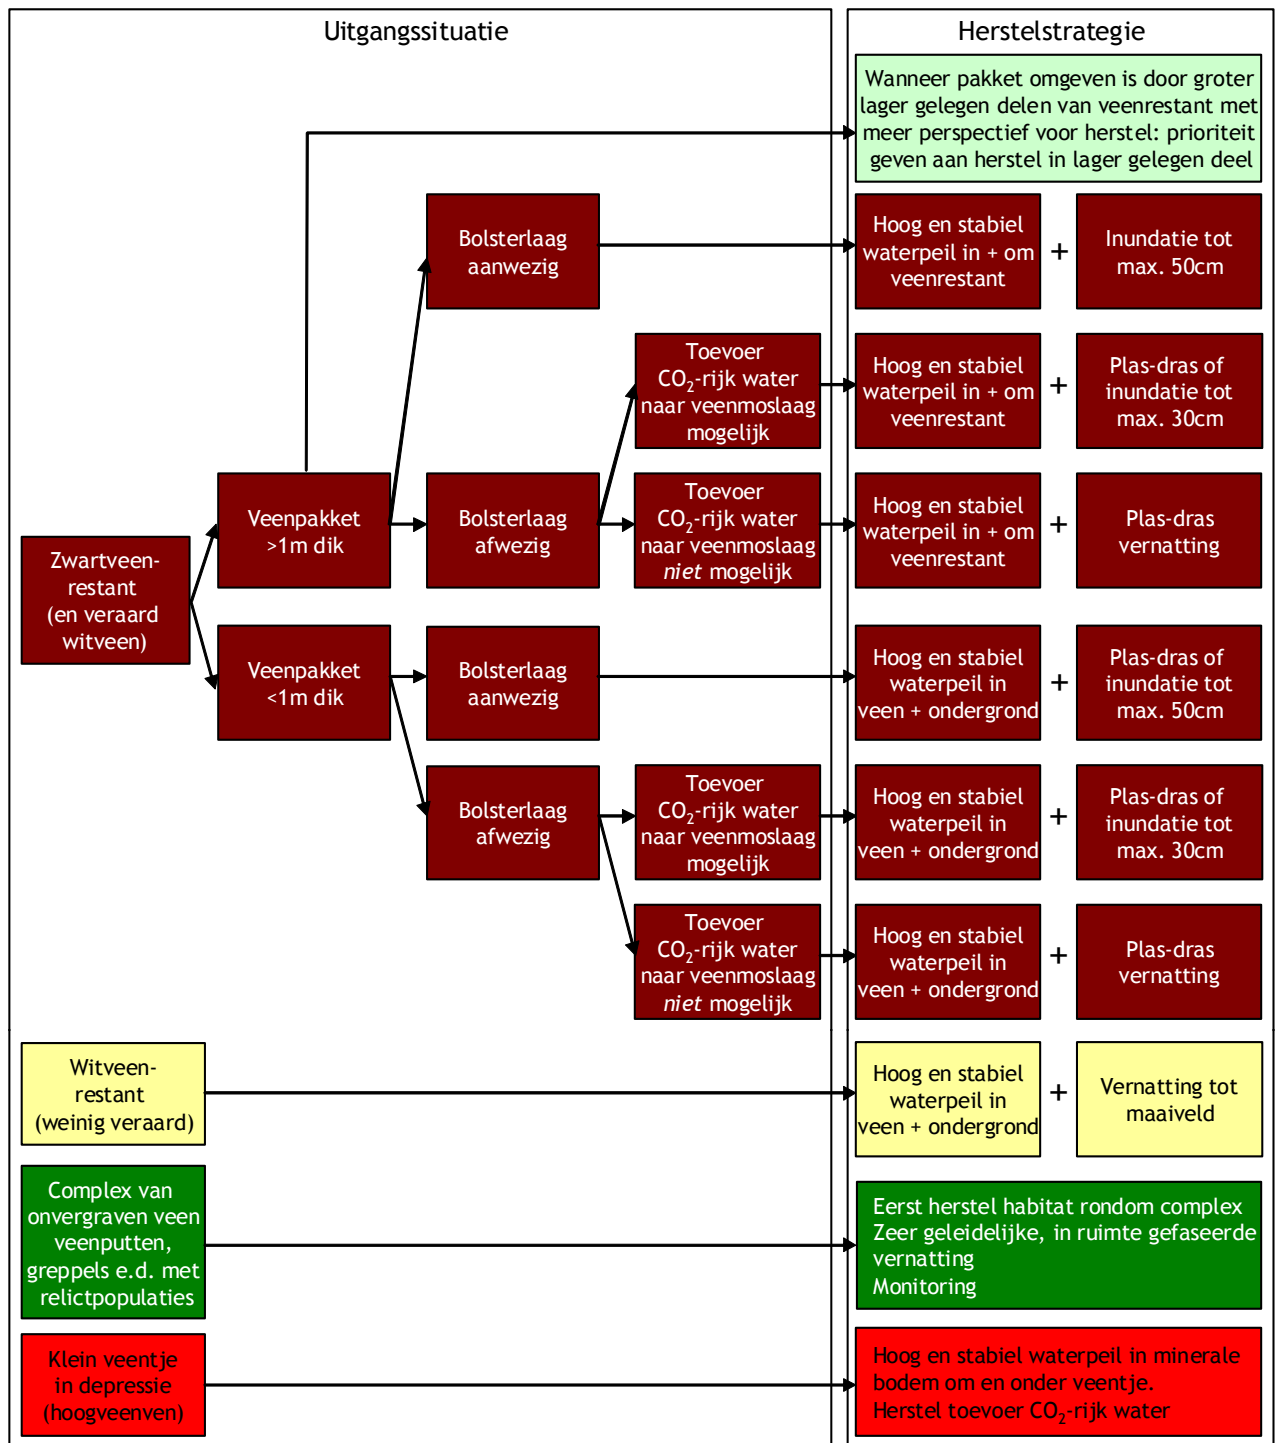 Uitgangssituatie
Herstelstrategie
Wanneer pakket omgeven is door groter
lager gelegen delen van veenrestant met
meer perspectief voor herstel: prioriteit
geven aan herstel in lager gelegen deel
Bolsterlaag
aanwezig
Hoog en stabiel
waterpeil in + om
veenrestant
+
Inundatie tot
max. 50cm
Toevoer
CO₂-rijk water
naar veenmoslaag
mogelijk
Hoog en stabiel
waterpeil in + om
veenrestant
+
Plas-dras of
inundatie tot
max. 30cm
Zwartveen-
restant
(en veraard
witveen)
Veenpakket
>1m dik
Bolsterlaag
afwezig
Toevoer
CO₂-rijk water
naar veenmoslaag
niet mogelijk
Hoog en stabiel
waterpeil in + om
veenrestant
+
Plas-dras
vernatting
Veenpakket
<1m dik
Bolsterlaag
aanwezig
Hoog en stabiel
waterpeil in
veen + ondergrond
+
Plas-dras of
inundatie tot
max. 50cm
Bolsterlaag
afwezig
Toevoer
CO₂-rijk water
naar veenmoslaag
mogelijk
Hoog en stabiel
waterpeil in
veen + ondergrond
+
Plas-dras of
inundatie tot
max. 30cm
Toevoer
CO₂-rijk water
naar veenmoslaag
niet mogelijk
Hoog en stabiel
waterpeil in
veen + ondergrond
+
Plas-dras
vernatting
Witveen-
restant
(weinig veraard)
Hoog en stabiel
waterpeil in
veen + ondergrond
+
Vernatting tot
maaiveld
Complex van
onvergraven veen
veenputten,
greppels e.d. met
relictpopulaties
Eerst herstel habitat rondom complex
Zeer geleidelijke, in ruimte gefaseerde
vernatting
Monitoring
Klein veentje
in depressie
(hoogveenven)
Hoog en stabiel waterpeil in minerale
bodem om en onder veentje.
Herstel toevoer CO₂-rijk water